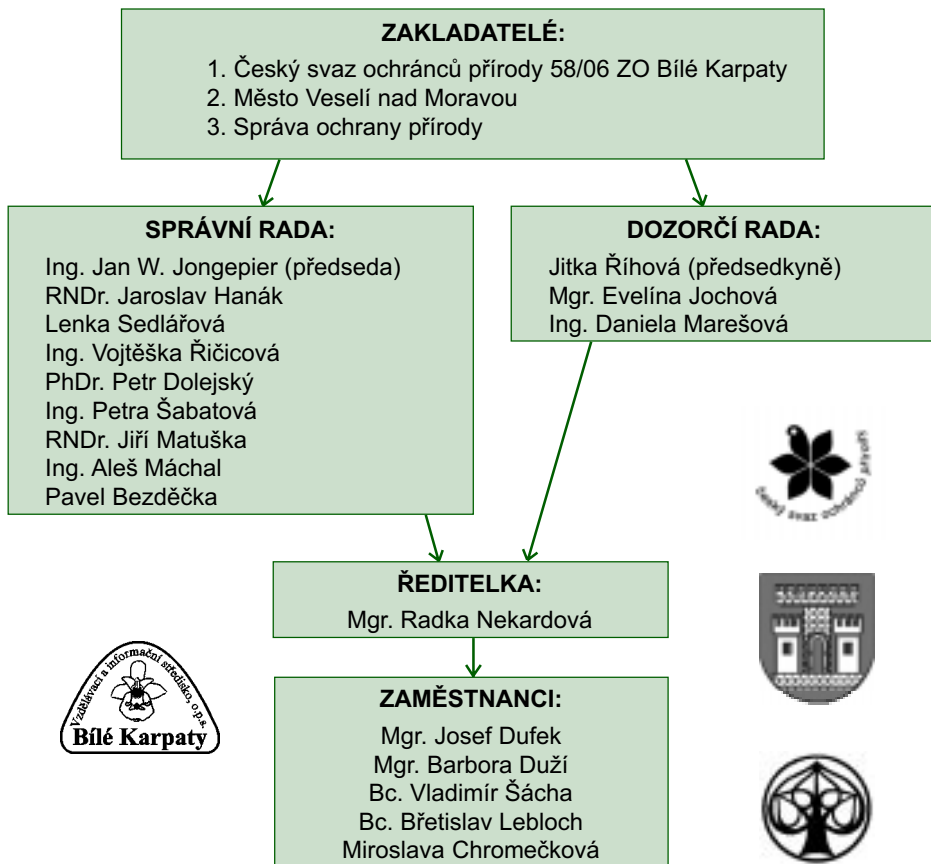 ZAKLADATELÉ:
1. Český svaz ochránců přírody 58/06 ZO Bílé Karpaty
2. Město Veselí nad Moravou
3. Správa ochrany přírody
SPRÁVNÍ RADA:
Ing. Jan W. Jongepier (předseda)
RNDr. Jaroslav Hanák
Lenka Sedlářová
Ing. Vojtěška Řičicová
PhDr. Petr Dolejský
Ing. Petra Šabatová
RNDr. Jiří Matuška
Ing. Aleš Máchal
Pavel Bezděčka
DOZORČÍ RADA:
Jitka Říhová (předsedkyně)
Mgr. Evelína Jochová
Ing. Daniela Marešová
český svaz ochránců přírody
ŘEDITELKA:
Mgr. Radka Nekardová
Vzdělávací a informační středisko, o.p.s.
Bílé Karpaty
ZAMĚSTNANCI:
Mgr. Josef Dufek
Mgr. Barbora Duží
Bc. Vladimír Šácha
Bc. Břetislav Lebloch
Miroslava Chromečková